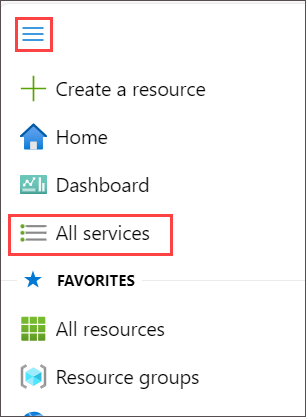 Create a resource
Home
Dashboard
All services
FAVORITES
All resources
Resource groups